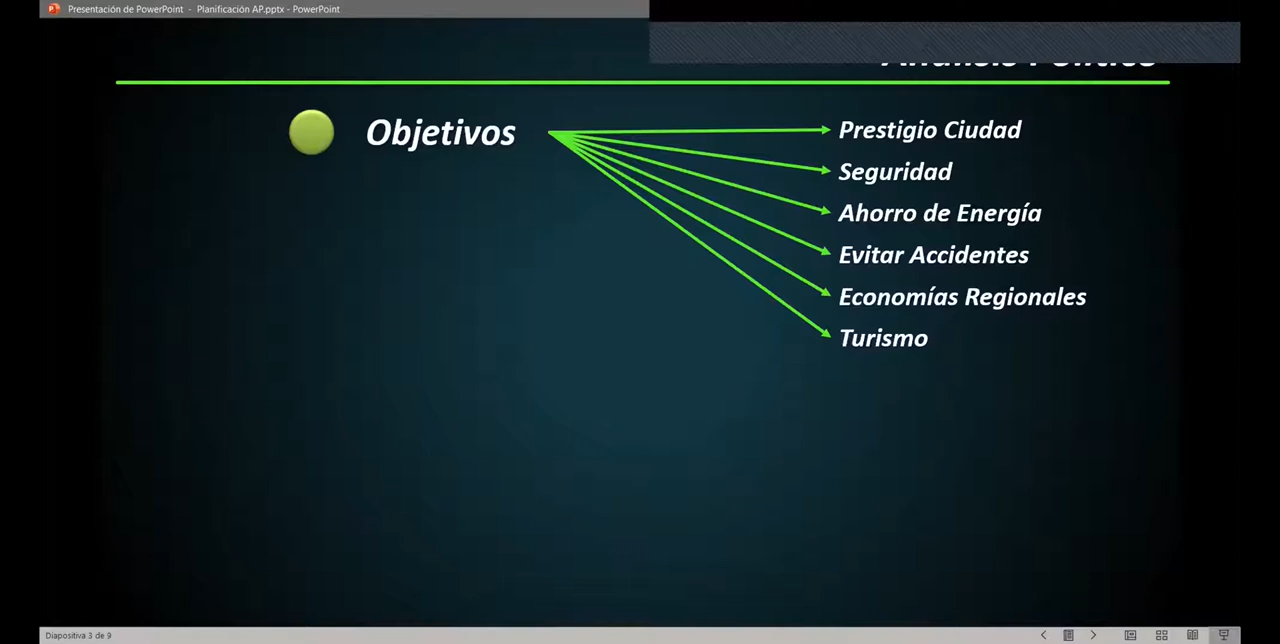 Presentación de PowerPoint - Planificación AP.pptx - PowerPoint
Objetivos
Prestigio Ciudad
Seguridad
Ahorro de Energía
Evitar Accidentes
Economías Regionales
Turismo
Diapositiva 3 de 9